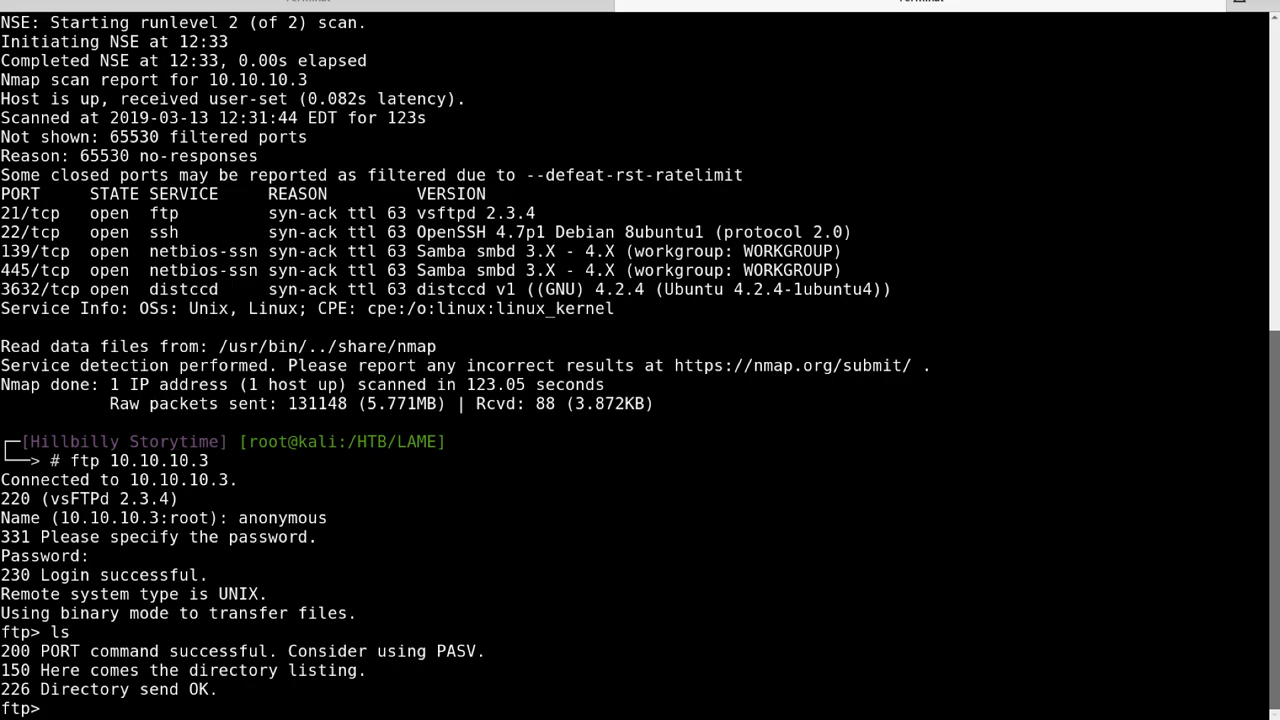 NSE: Starting runlevel 2 (of 2) scan.
Initiating NSE at 12:33
Completed NSE at 12:33, 0.00s elapsed
Nmap scan report for 10.10.10.3
Host is up, received user-set (0.082s latency).
Scanned at 2019-03-13 12:31:44 EDT for 123s
Not shown: 65530 filtered ports
Reason: 65530 no-responses
Some closed ports may be reported as filtered due to --defeat-rst-ratelimit
PORT     STATE SERVICE     REASON         VERSION
21/tcp   open  ftp         syn-ack ttl 63 vsftpd 2.3.4
22/tcp   open  ssh         syn-ack ttl 63 OpenSSH 4.7p1 Debian 8ubuntu1 (protocol 2.0)
139/tcp  open  netbios-ssn syn-ack ttl 63 Samba smbd 3.X - 4.X (workgroup: WORKGROUP)
445/tcp  open  netbios-ssn syn-ack ttl 63 Samba smbd 3.X - 4.X (workgroup: WORKGROUP)
3632/tcp open  distccd     syn-ack ttl 63 distccd v1 ((GNU) 4.2.4 (Ubuntu 4.2.4-1ubuntu4))
Service Info: OSs: Unix, Linux; CPE: cpe:/o:linux:linux_kernel
Read data files from: /usr/bin/../share/nmap
Service detection performed. Please report any incorrect results at https://nmap.org/submit/ .
Nmap done: 1 IP address (1 host up) scanned in 123.05 seconds
           Raw packets sent: 131148 (5.771MB) | Rcvd: 88 (3.872KB)
┌─[Hillbilly Storytime] [root@kali:/HTB/LAME]
└──> # ftp 10.10.10.3
Connected to 10.10.10.3.
220 (vsFTPd 2.3.4)
Name (10.10.10.3:root): anonymous
331 Please specify the password.
Password:
230 Login successful.
Remote system type is UNIX.
Using binary mode to transfer files.
ftp> ls
200 PORT command successful. Consider using PASV.
150 Here comes the directory listing.
226 Directory send OK.
ftp>